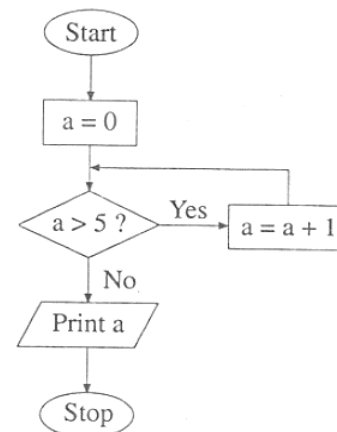 Start
a = 0
a > 5 ?
Yes
a = a + 1
No
Print a
Stop